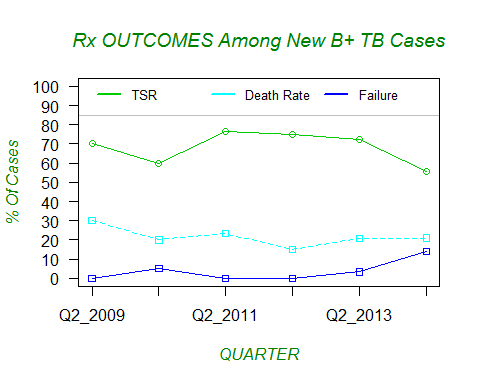 Rx OUTCOMES Among New B+ TB Cases
TSR Death Rate Failure
% Of Cases
100
90
80
70
60
50
40
30
20
10
0
Q2_2009 Q2_2011 Q2_2013
QUARTER